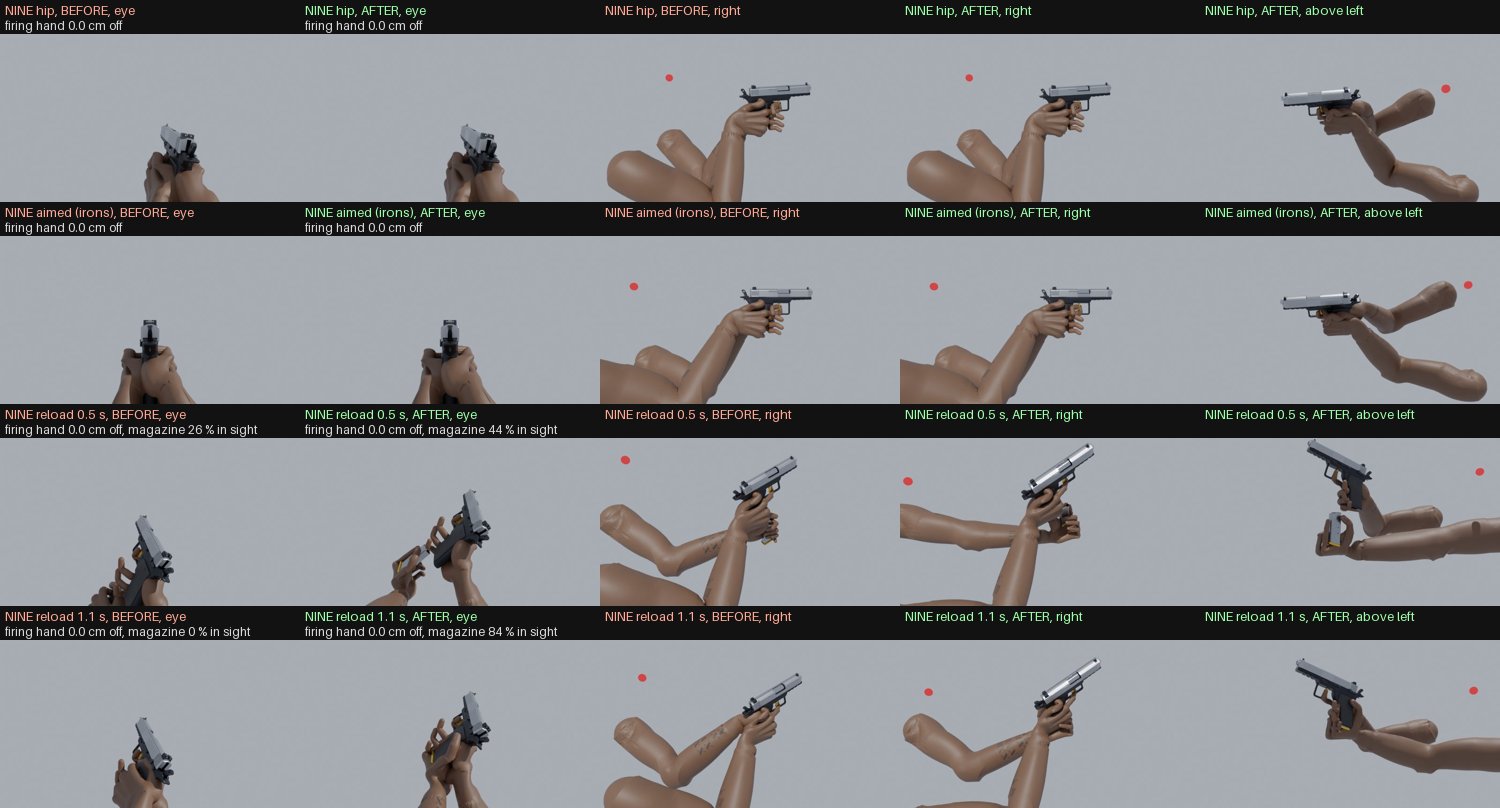 NINE hip, BEFORE, eye
firing hand 0.0 cm off
NINE hip, AFTER, eye
firing hand 0.0 cm off
NINE hip, BEFORE, right
NINE hip, AFTER, right
NINE hip, AFTER, above left
NINE aimed (irons), BEFORE, eye
firing hand 0.0 cm off
NINE aimed (irons), AFTER, eye
firing hand 0.0 cm off
NINE aimed (irons), BEFORE, right
NINE aimed (irons), AFTER, right
NINE aimed (irons), AFTER, above left
NINE reload 0.5 s, BEFORE, eye
firing hand 0.0 cm off, magazine 26 % in sight
NINE reload 0.5 s, AFTER, eye
firing hand 0.0 cm off, magazine 44 % in sight
NINE reload 0.5 s, BEFORE, right
NINE reload 0.5 s, AFTER, right
NINE reload 0.5 s, AFTER, above left
NINE reload 1.1 s, BEFORE, eye
firing hand 0.0 cm off, magazine 0 % in sight
NINE reload 1.1 s, AFTER, eye
firing hand 0.0 cm off, magazine 84 % in sight
NINE reload 1.1 s, BEFORE, right
NINE reload 1.1 s, AFTER, right
NINE reload 1.1 s, AFTER, above left